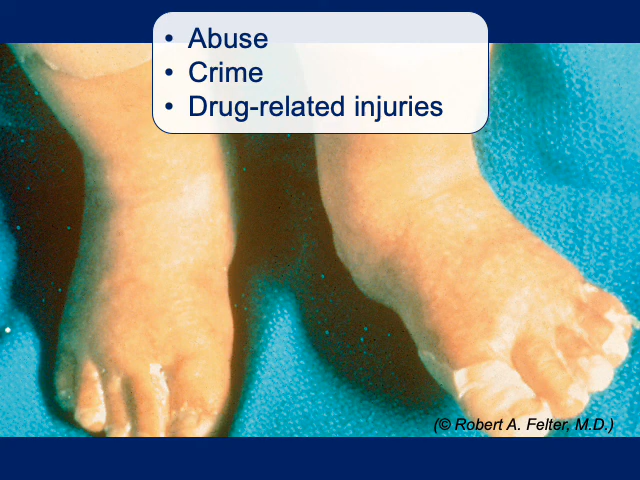 • Abuse
• Crime
• Drug-related injuries
(© Robert A. Felter, M.D.)